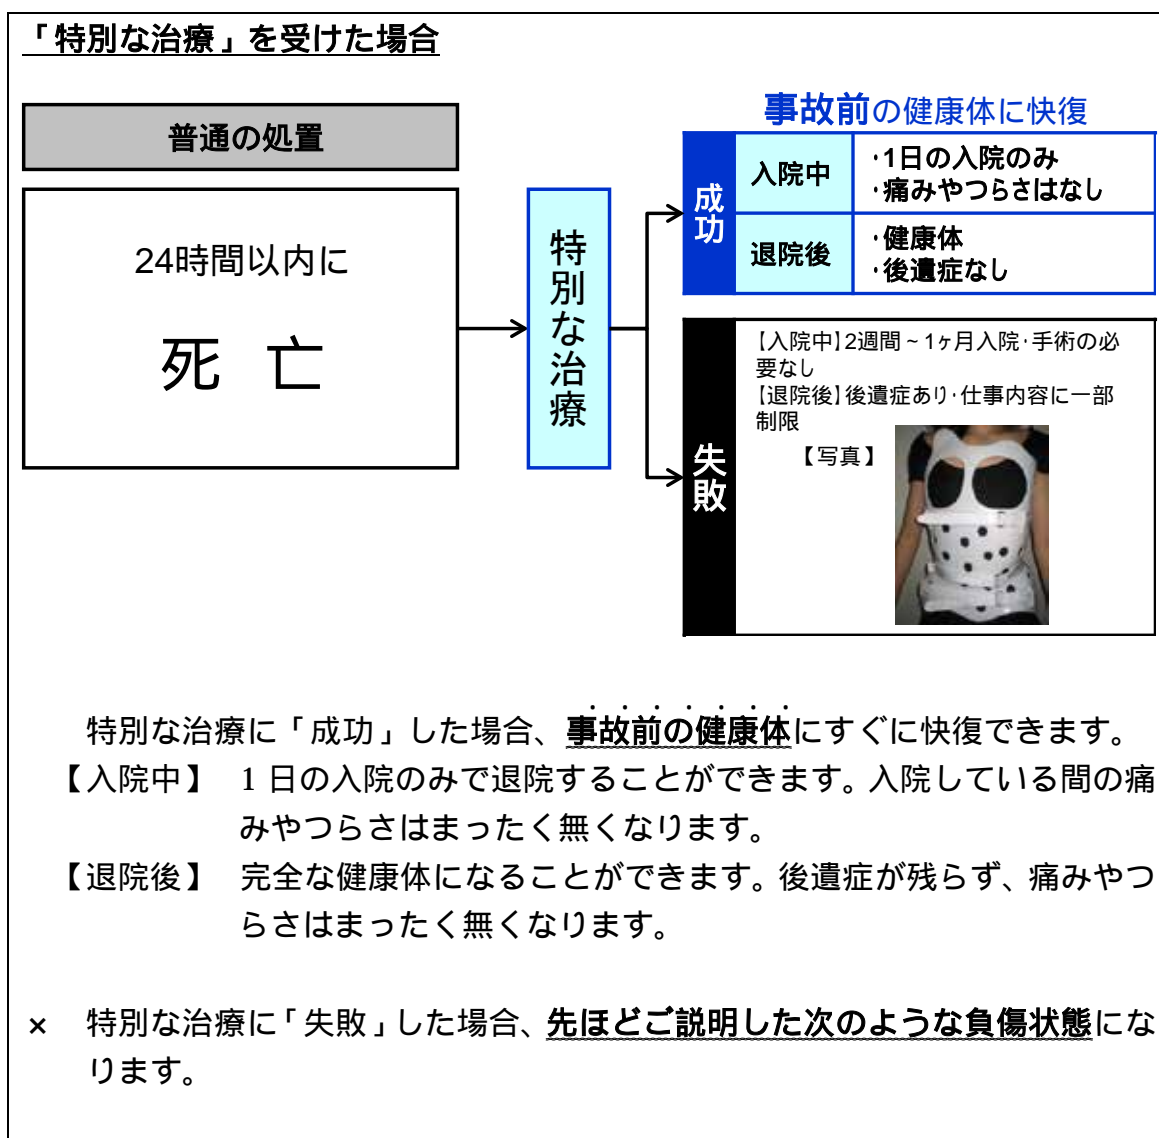 「特別な治療」を受けた場合
事故前の健康体に快復
普通の処置
24時間以内に
死 亡
特別な治療
成功
入院中
・1日の入院のみ
・痛みやつらさはなし
退院後
・健康体
・後遺症なし
失敗
【入院中】2週間~1ヶ月入院・手術の必
要なし
【退院後】後遺症あり・仕事内容に一部
制限
【写真】
特別な治療に「成功」した場合、事故前の健康体にすぐに快復できます。
【入院中】 1日の入院のみで退院することができます。入院している間の痛
みやつらさはまったく無くなります。
【退院後】 完全な健康体になることができます。後遺症が残らず、痛みやつ
らさはまったく無くなります。
× 特別な治療に「失敗」した場合、先ほどご説明した次のような負傷状態にな
ります。